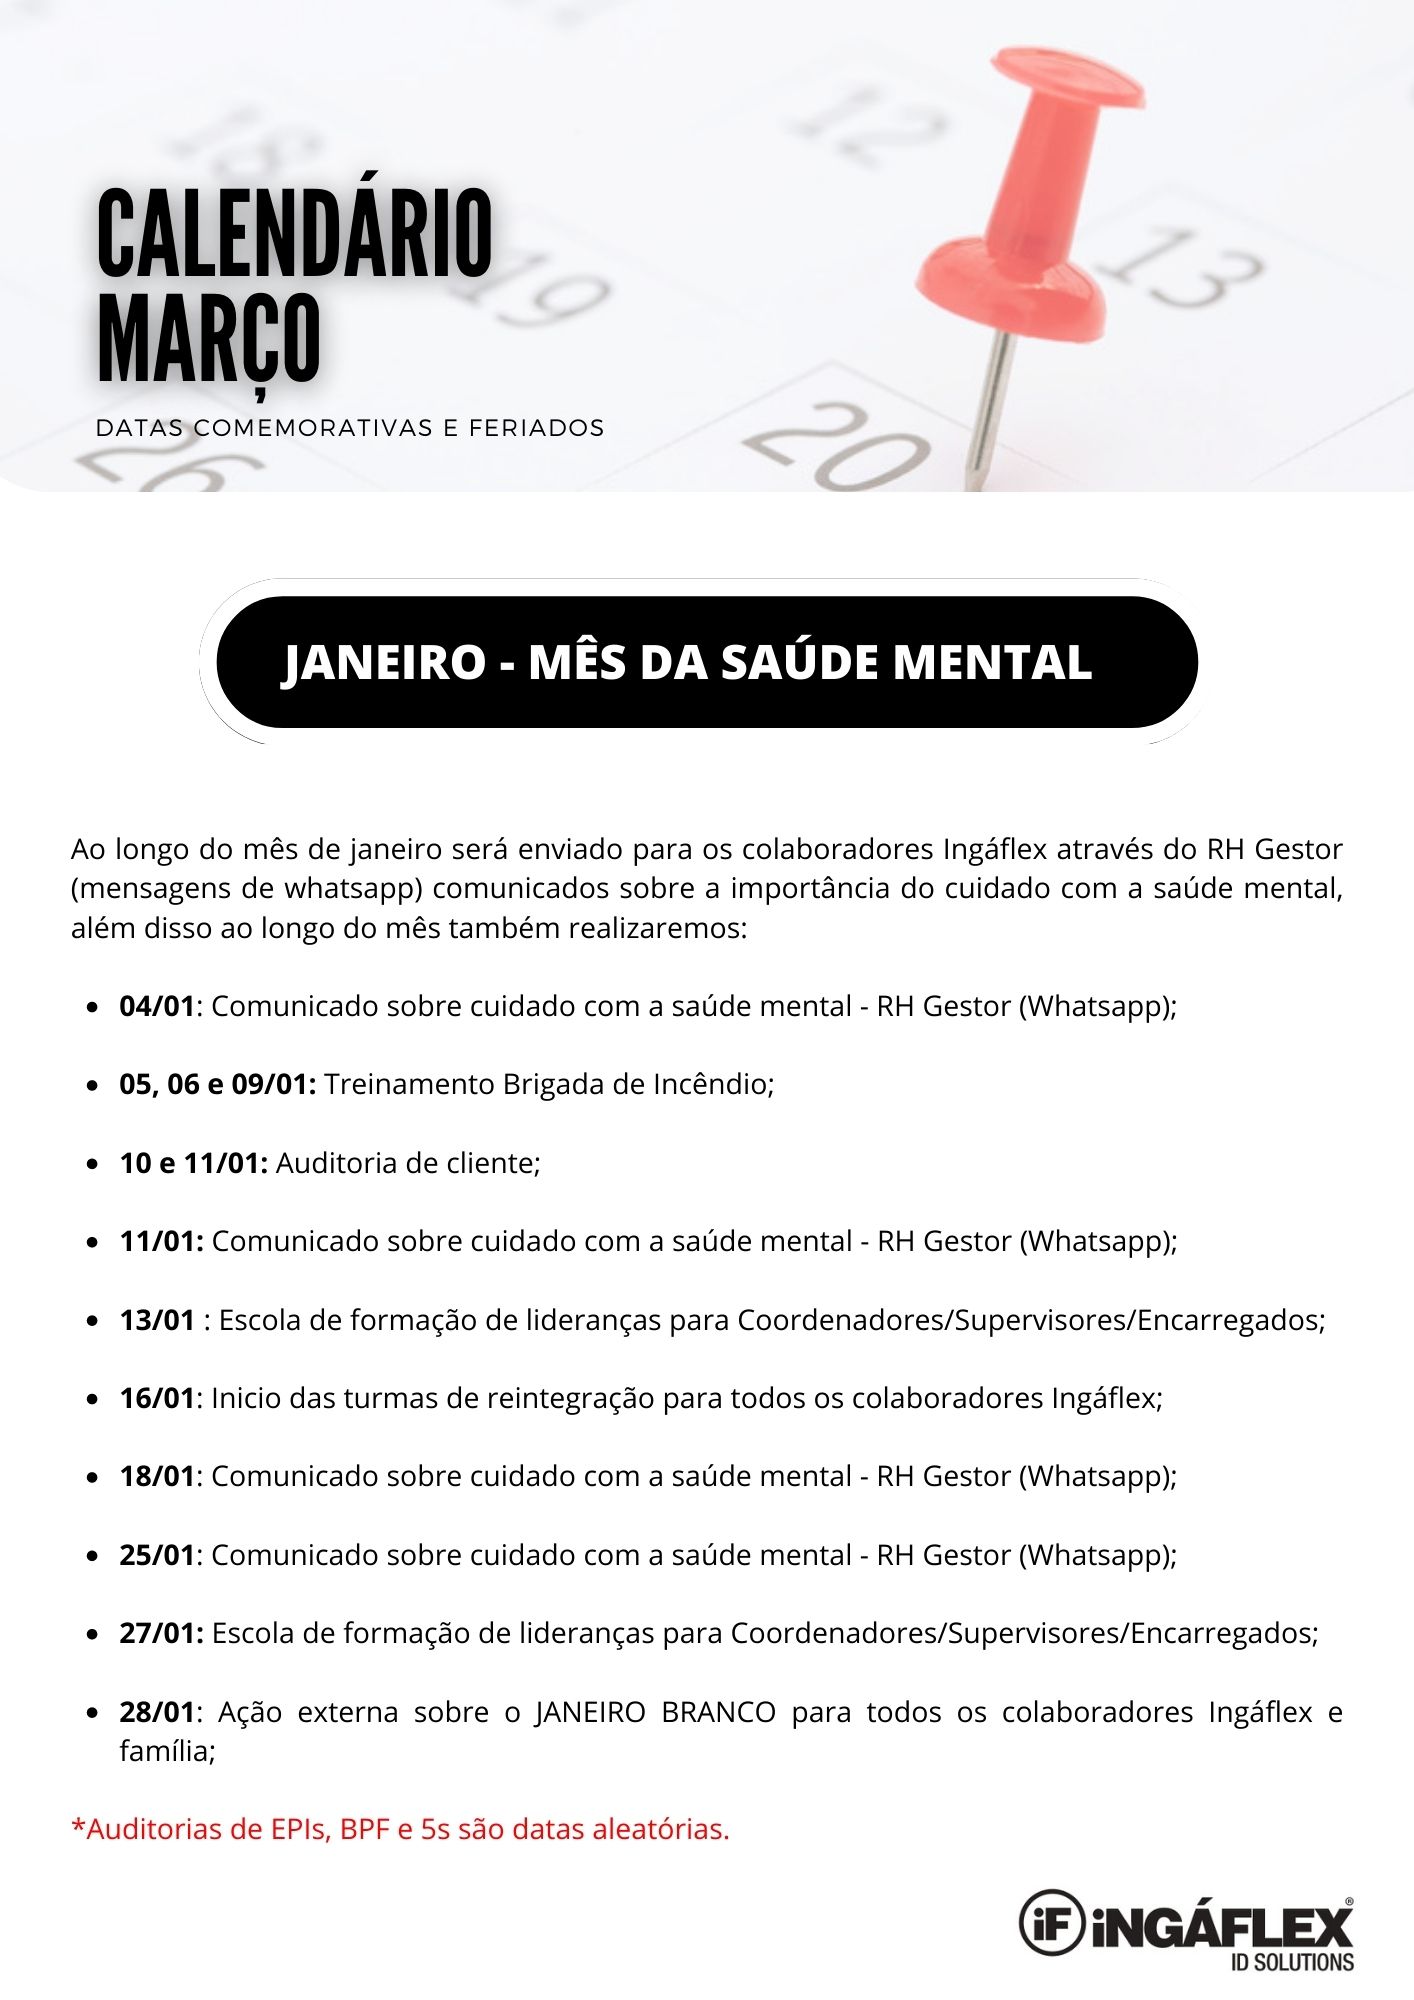 18
12
CALENDÁRIO
19
13
MARÇO
DATAS COMEMORATIVAS E FERIADOS
26
20
JANEIRO - MÊS DA SAÚDE MENTAL
Ao longo do mês de janeiro será enviado para os colaboradores Ingáflex através do RH Gestor
(mensagens de whatsapp) comunicados sobre a importância do cuidado com a saúde mental,
além disso ao longo do mês também realizaremos:
• 04/01: Comunicado sobre cuidado com a saúde mental - RH Gestor (Whatsapp);
• 05, 06 e 09/01: Treinamento Brigada de Incêndio;
• 10 e 11/01: Auditoria de cliente;
• 11/01: Comunicado sobre cuidado com a saúde mental - RH Gestor (Whatsapp);
• 13/01 : Escola de formação de lideranças para Coordenadores/Supervisores/Encarregados;
• 16/01: Inicio das turmas de reintegração para todos os colaboradores Ingáflex;
• 18/01: Comunicado sobre cuidado com a saúde mental - RH Gestor (Whatsapp);
• 25/01: Comunicado sobre cuidado com a saúde mental - RH Gestor (Whatsapp);
• 27/01: Escola de formação de lideranças para Coordenadores/Supervisores/Encarregados;
• 28/01: Ação externa sobre o JANEIRO BRANCO para todos os colaboradores Ingáflex e
família;
*Auditorias de EPIs, BPF e 5s são datas aleatórias.
iF iNGÁFLEX®
ID SOLUTIONS